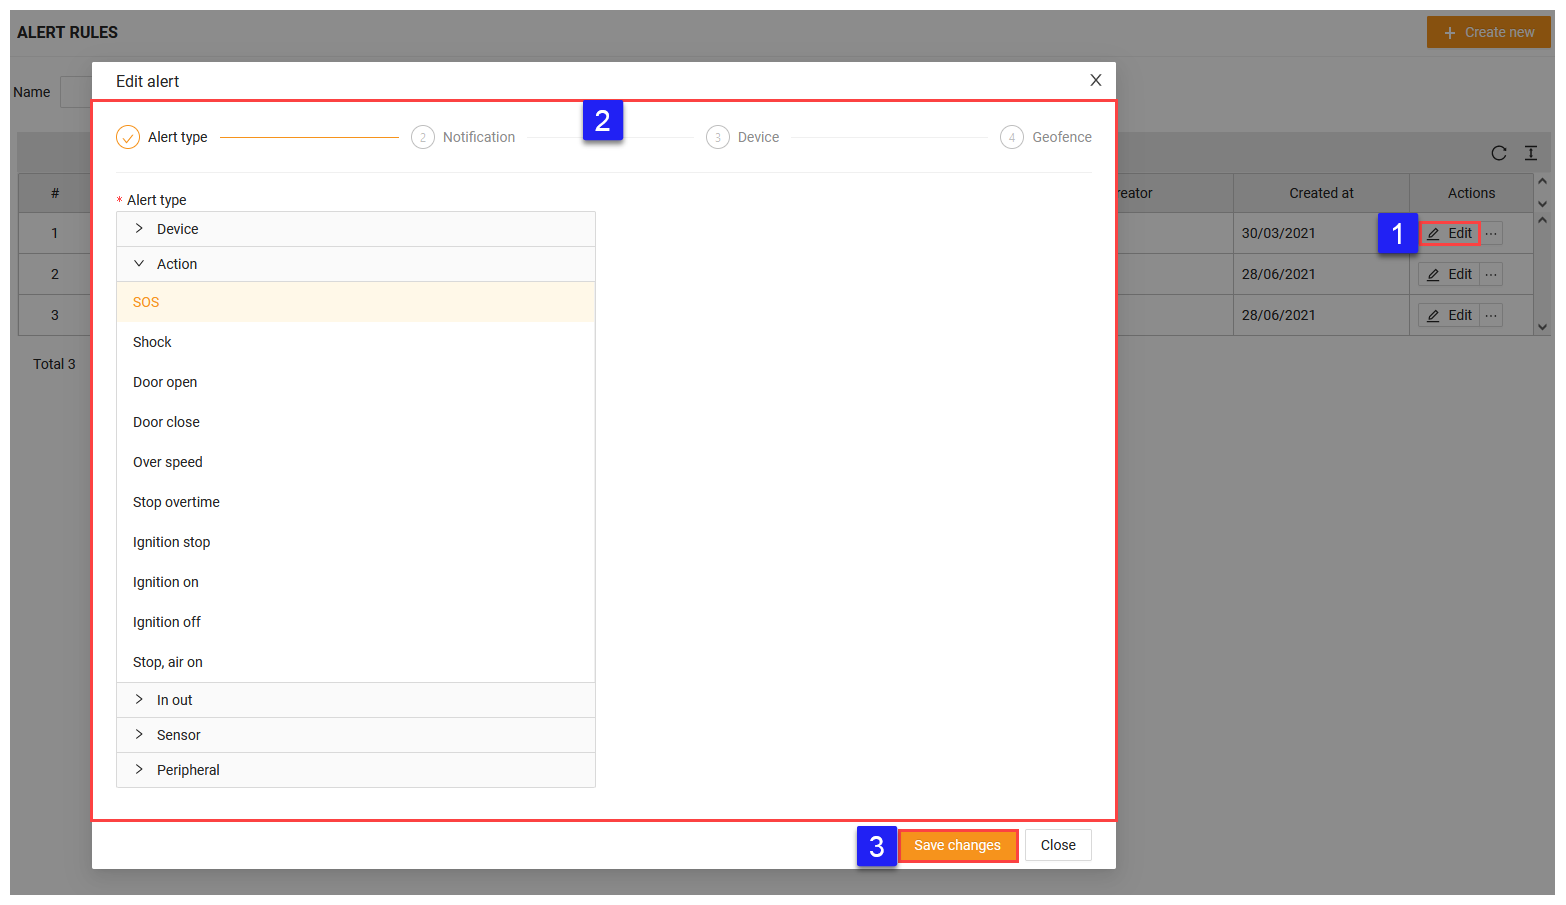 ALERT RULES
+ Create new
Name
Edit alert
X
2
Alert type
2 Notification
3 Device
4 Geofence
* Alert type
# reator Created at Actions
Device
1 30/03/2021 1 Edit ...
Action
2 28/06/2021 Edit ...
SOS
3 28/06/2021 Edit ...
Shock
Total 3
Door open
Door close
Over speed
Stop overtime
Ignition stop
Ignition on
Ignition off
Stop, air on
In out
Sensor
Peripheral
3 Save changes Close